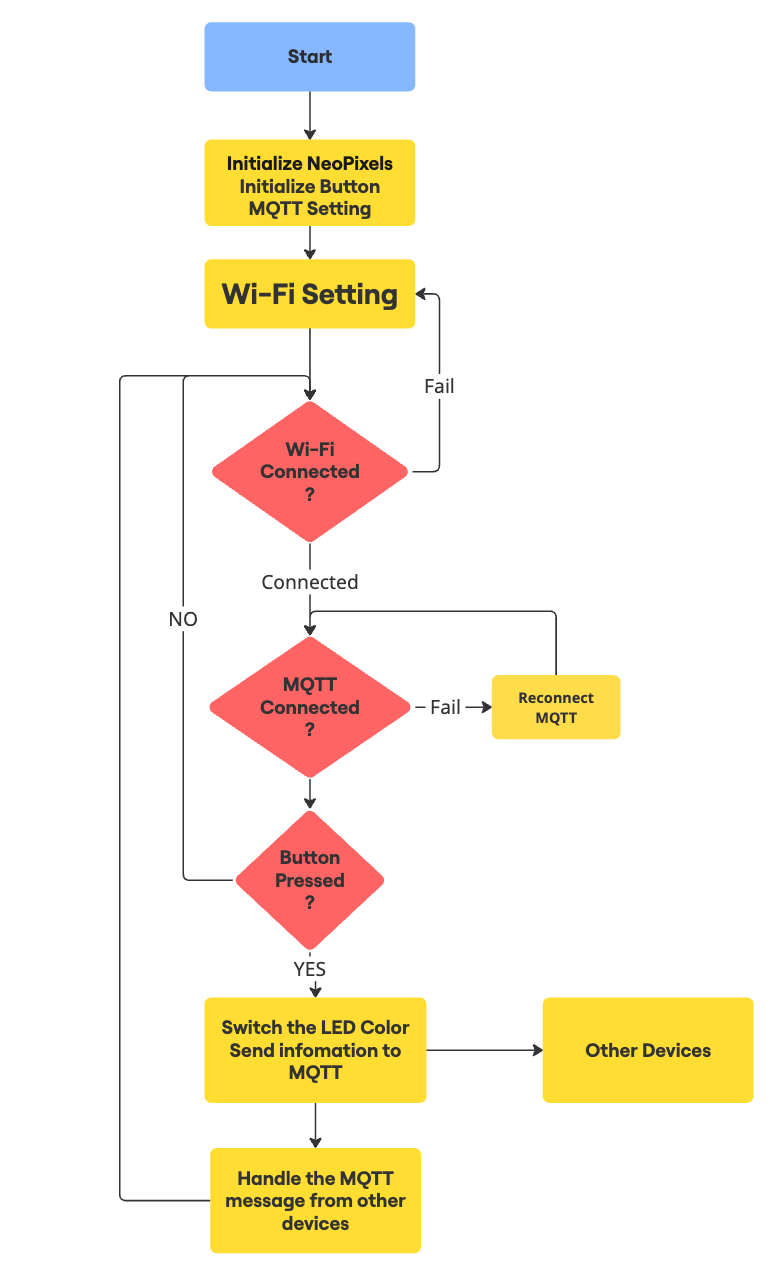 Start
Initialize NeoPixels
Initialize Button
MQTT Setting
Wi-Fi Setting
Fail
Wi-Fi
Connected
?
Connected
NO
MQTT
Connected
?
Fail
Reconnect
MQTT
Button
Pressed
?
YES
Switch the LED Color
Send infomation to
MQTT
Other Devices
Handle the MQTT
message from other
devices